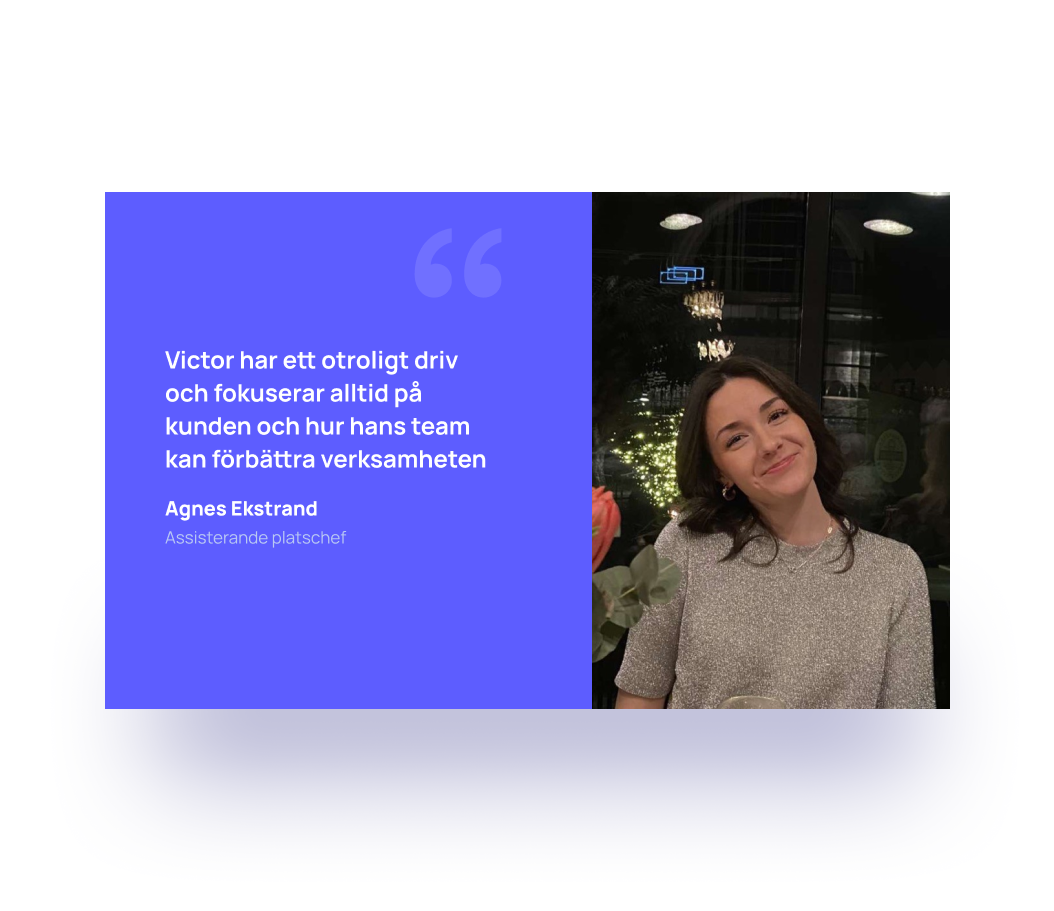 Victor har ett otroligt driv
och fokuserar alltid på
kunden och hur hans team
kan förbättra verksamheten
Agnes Ekstrand
Assisterande platschef